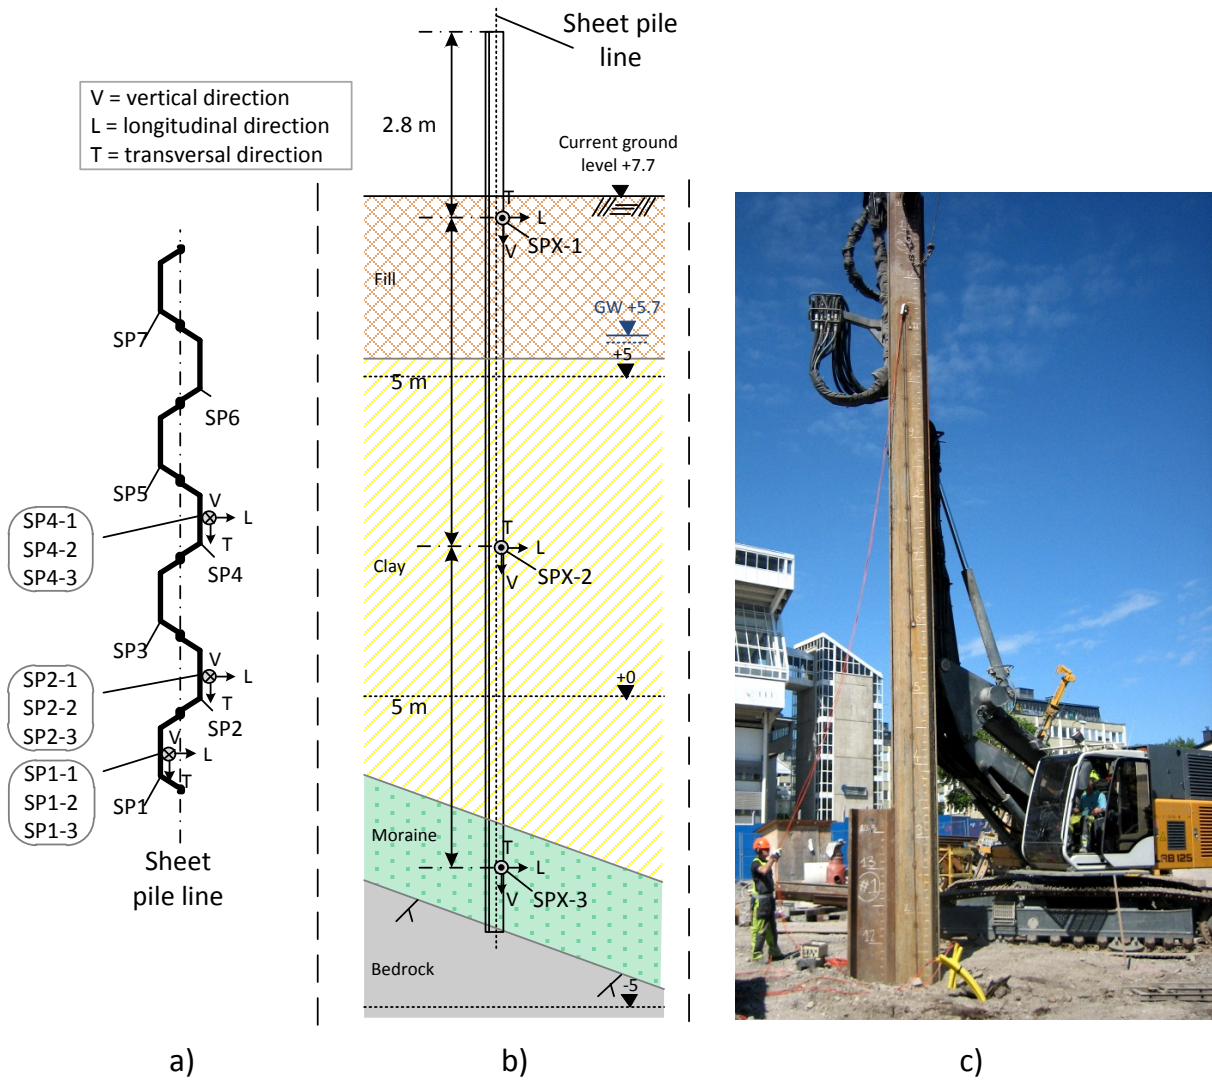 V = vertical direction
L = longitudinal direction
T = transversal direction
SP7
SP6
SP5
V
L
T
SP4-1
SP4-2
SP4-3
SP4
SP3
V
L
T
SP2-1
SP2-2
SP2-3
SP2
V
L
T
SP1-1
SP1-2
SP1-3
SP1
Sheet
pile line
a)
Sheet pile
line
2.8 m
Current ground
level +7.7
T
L
SPX-1
V
Fill
GW +5.7
+5
5 m
T
L
SPX-2
V
Clay
+0
5 m
Moraine
T
L
SPX-3
V
Bedrock
-5
b)
13
#1
12
RB 125
c)